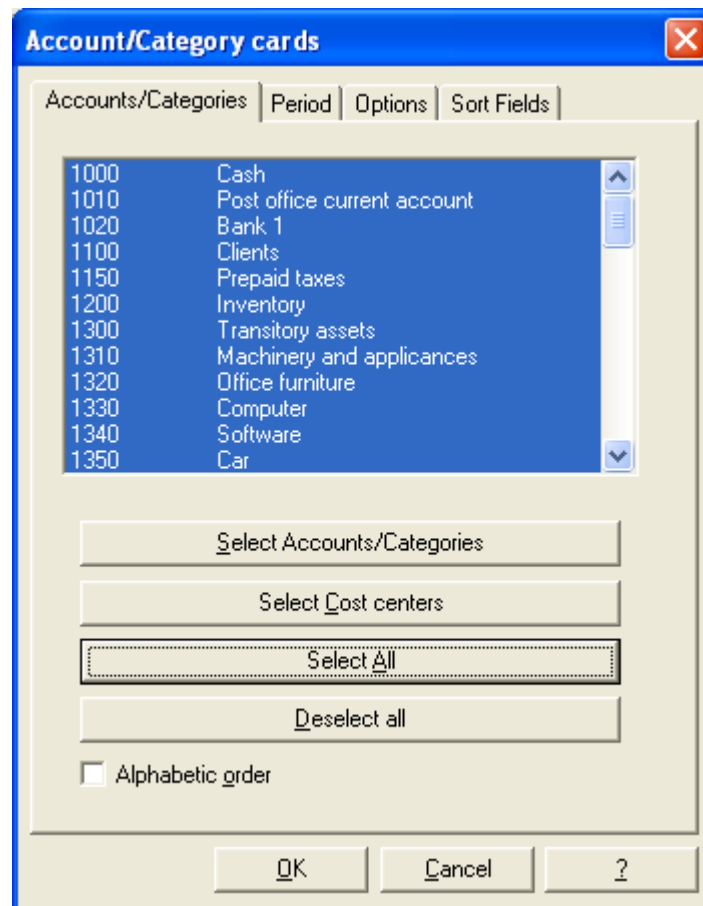 Account/Category cards
Accounts/Categories Period Options Sort Fields
1000 Cash
1010 Post office current account
1020 Bank 1
1100 Clients
1150 Prepaid taxes
1200 Inventory
1300 Transitory assets
1310 Machinery and applicances
1320 Office furniture
1330 Computer
1340 Software
1350 Car
Select Accounts/Categories
Select Cost centers
Select All
Deselect all
Alphabetic order
OK Cancel ?